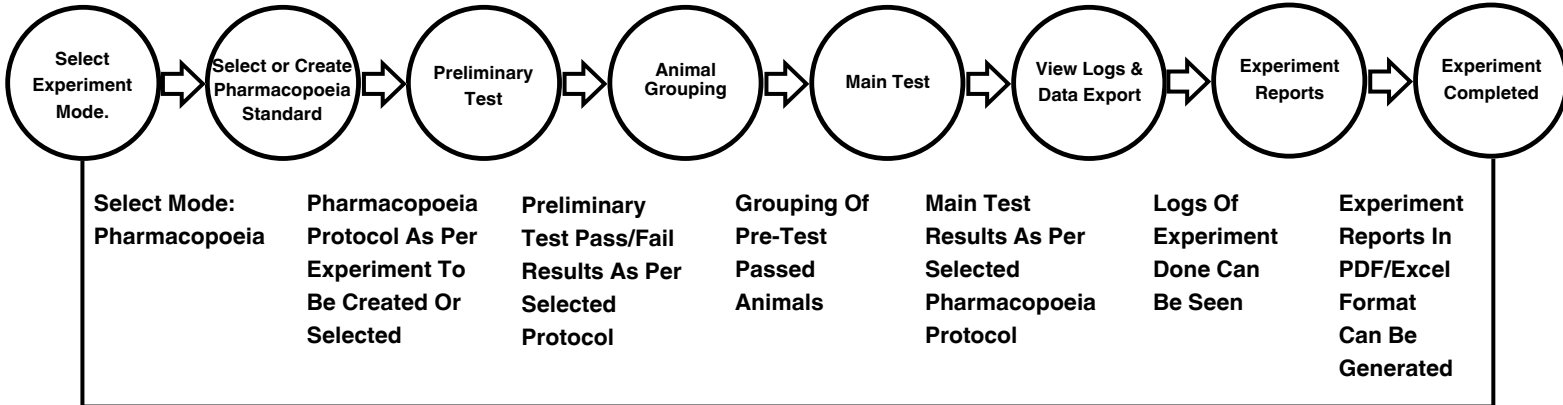 Select
Experiment
Mode.
Select or Create
Pharmacopoeia
Standard
Preliminary
Test
Animal
Grouping
Main Test
View Logs &
Data Export
Experiment
Reports
Experiment
Completed
Select Mode:
Pharmacopoeia
Pharmacopoeia
Protocol As Per
Experiment To
Be Created Or
Selected
Preliminary
Test Pass/Fail
Results As Per
Selected
Protocol
Grouping Of
Pre-Test
Passed
Animals
Main Test
Results As Per
Selected
Pharmacopoeia
Protocol
Logs Of
Experiment
Done Can
Be Seen
Experiment
Reports In
PDF/Excel
Format
Can Be
Generated